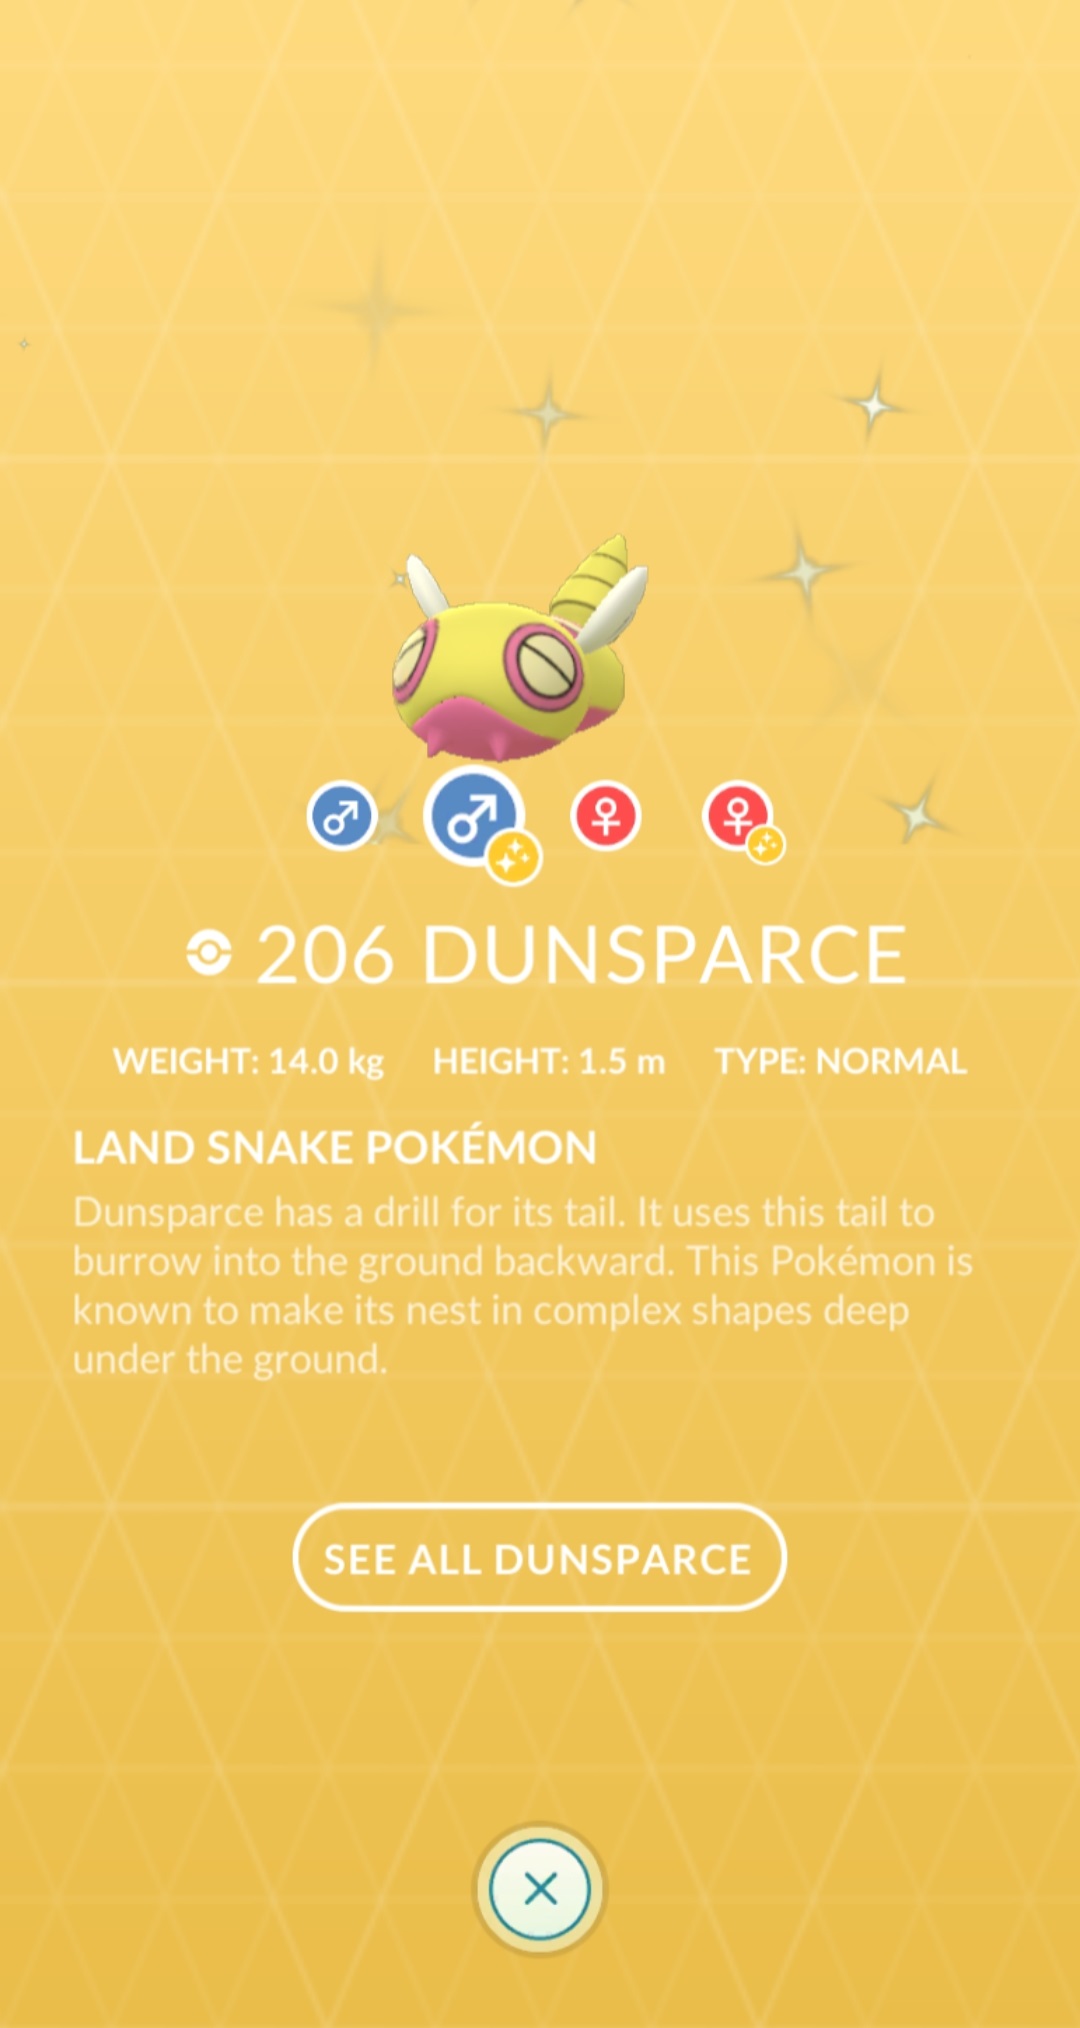 206 DUNSPARCE
WEIGHT: 14.0 kg HEIGHT: 1.5 m TYPE: NORMAL
LAND SNAKE POKÉMON
Dunsparce has a drill for its tail. It uses this tail to
burrow into the ground backward. This Pokémon is
known to make its nest in complex shapes deep
under the ground.
SEE ALL DUNSPARCE